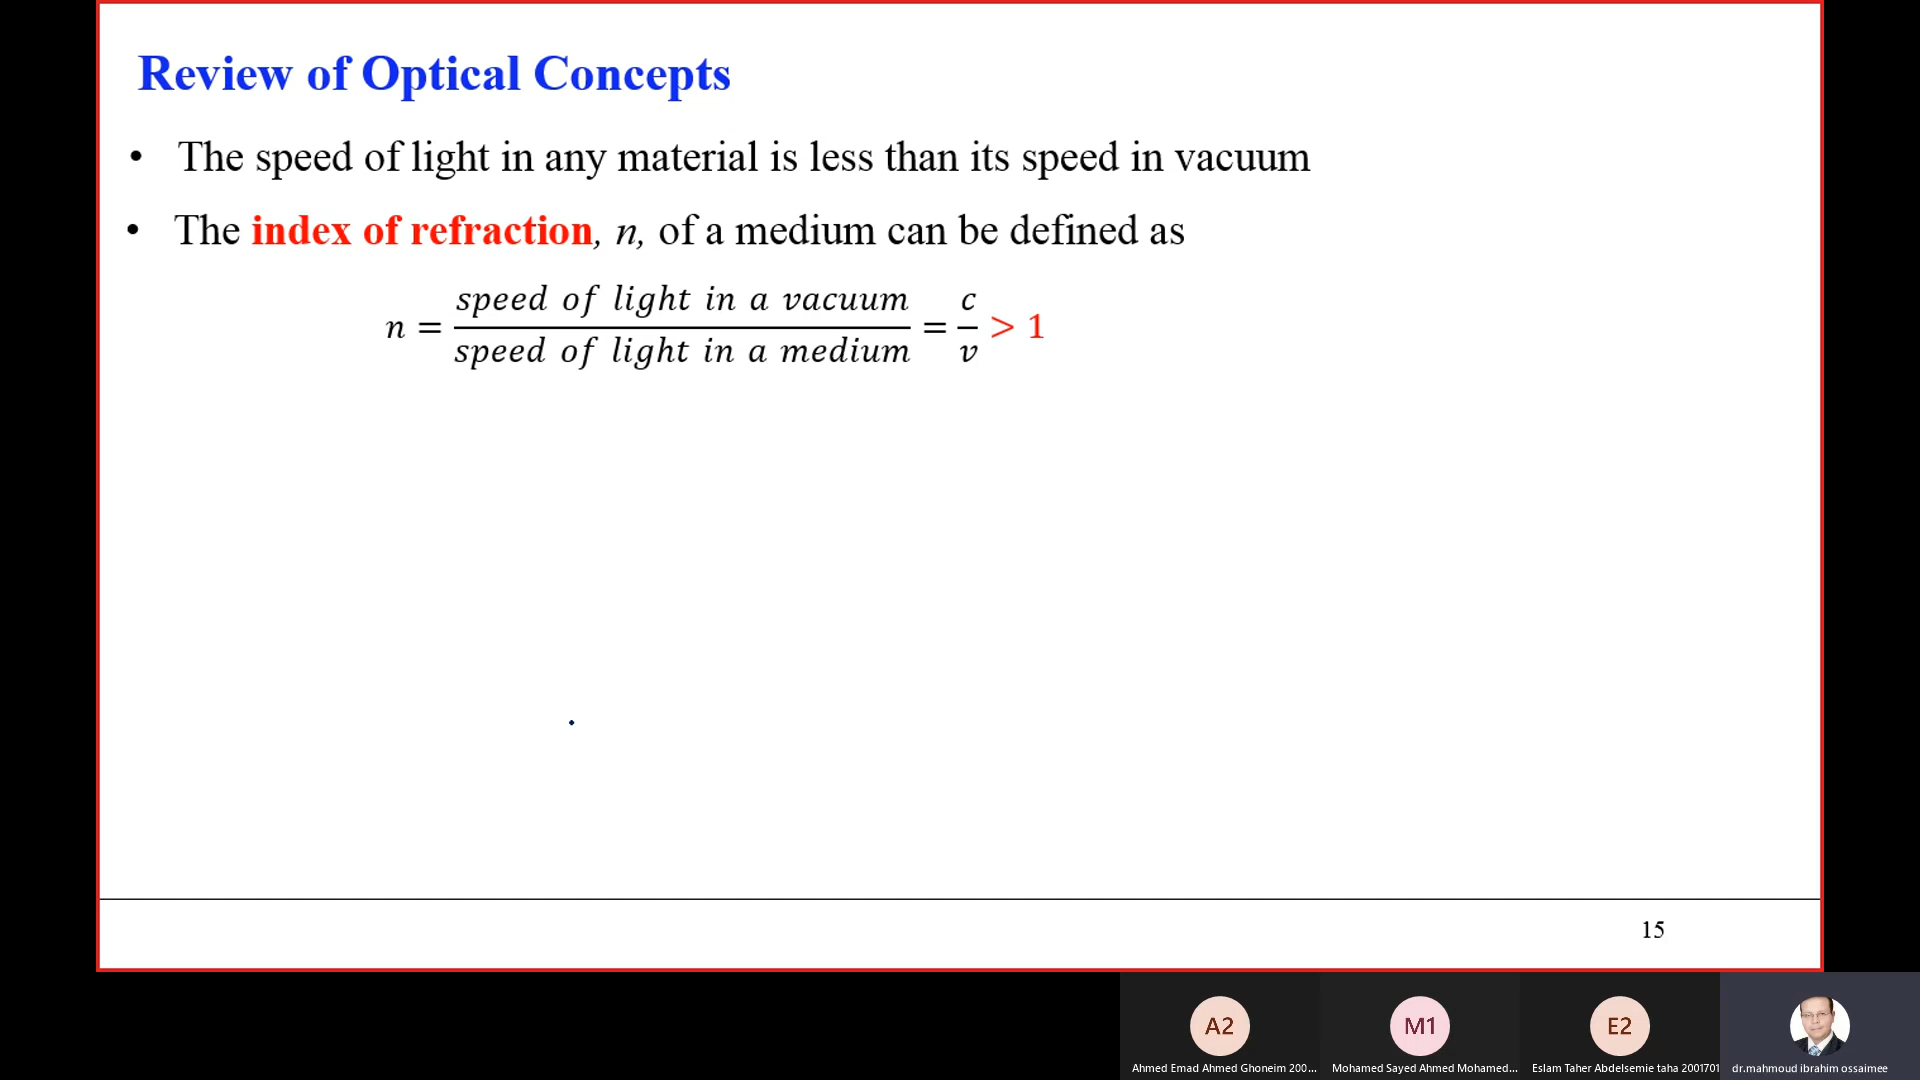 Review of Optical Concepts
• The speed of light in any material is less than its speed in vacuum
• The index of refraction, n, of a medium can be defined as
n = speed of light in a vacuum / speed of light in a medium = c / v > 1
15
A2
M1
E2
Ahmed Emad Ahmed Ghoneim 200...
Mohamed Sayed Ahmed Mohamed...
Eslam Taher Abdelsemie taha 2001701
dr.mahmoud ibrahim ossaimee